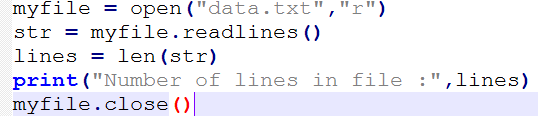 myfile = open("data.txt","r")
str = myfile.readlines()
lines = len(str)
print("Number of lines in file :",lines)
myfile.close()